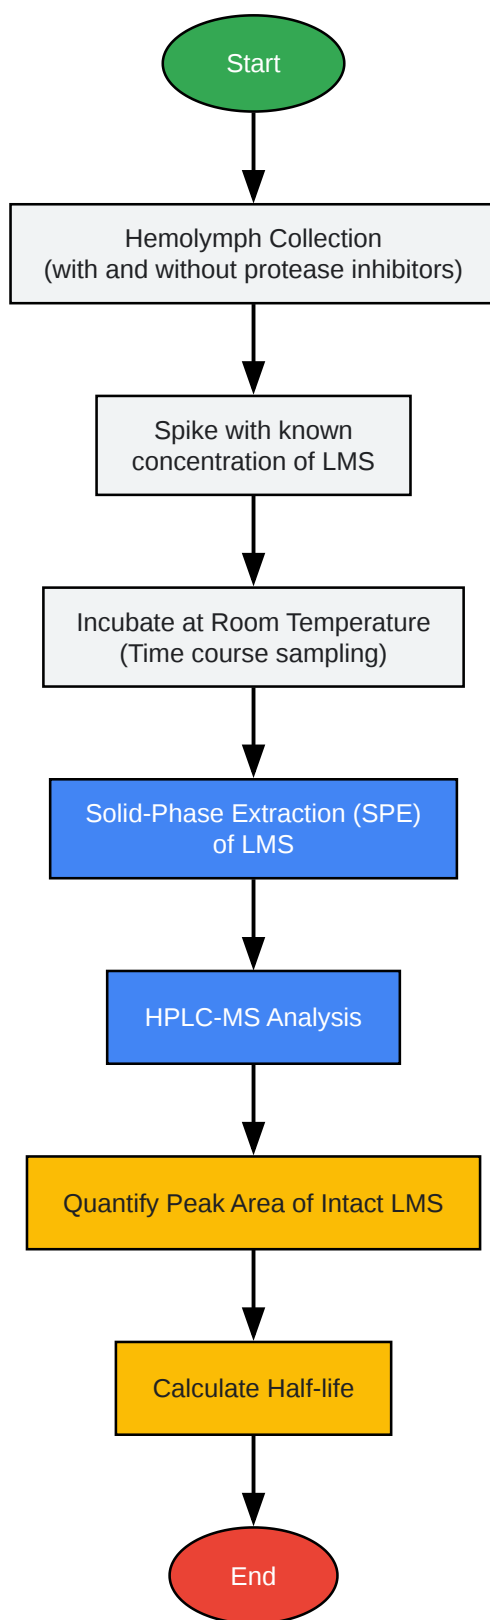 Start
Hemolymph Collection
(with and without protease inhibitors)
Spike with known
concentration of LMS
Incubate at Room Temperature
(Time course sampling)
Solid-Phase Extraction (SPE)
of LMS
HPLC-MS Analysis
Quantify Peak Area of Intact LMS
Calculate Half-life
End